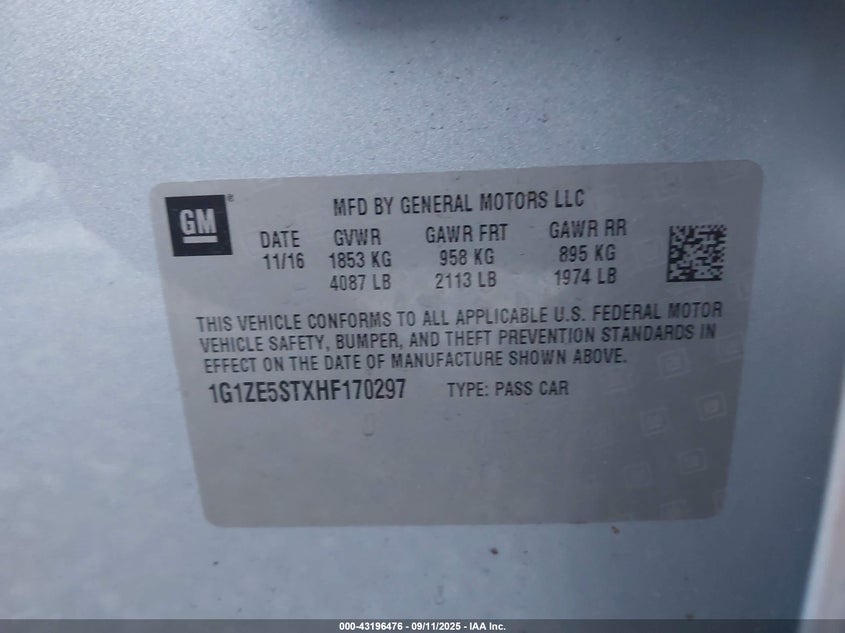 GM ®
MFD BY GENERAL MOTORS LLC
DATE GVWR GAWR FRT GAWR RR
11/16 1853 KG 958 KG 895 KG
4087 LB 2113 LB 1974 LB
THIS VEHICLE CONFORMS TO ALL APPLICABLE U.S. FEDERAL MOTOR
VEHICLE SAFETY, BUMPER, AND THEFT PREVENTION STANDARDS IN
EFFECT ON THE DATE OF MANUFACTURE SHOWN ABOVE.
1G1ZE5STXHF170297 TYPE: PASS CAR
000-43196476 - 09/11/2025 - IAA Inc.